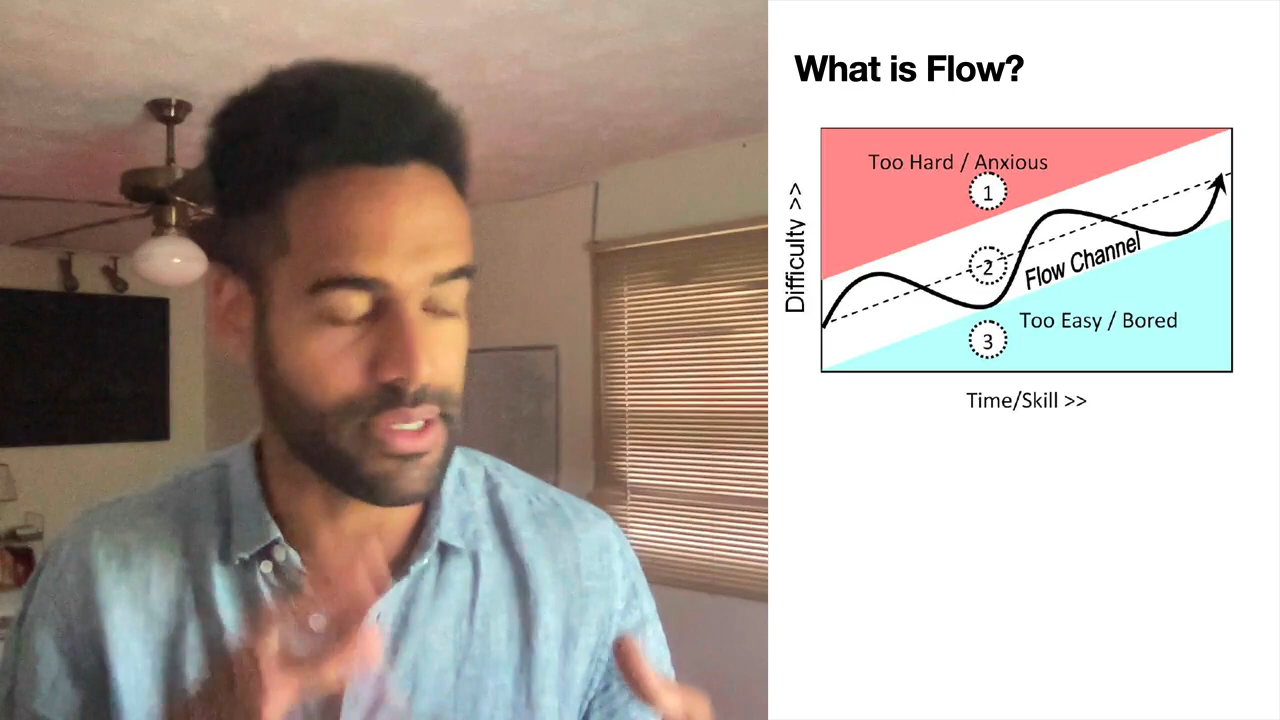 What is Flow?
Too Hard / Anxious
1
2
Flow Channel
Too Easy / Bored
3
Difficulty >>
Time/Skill >>